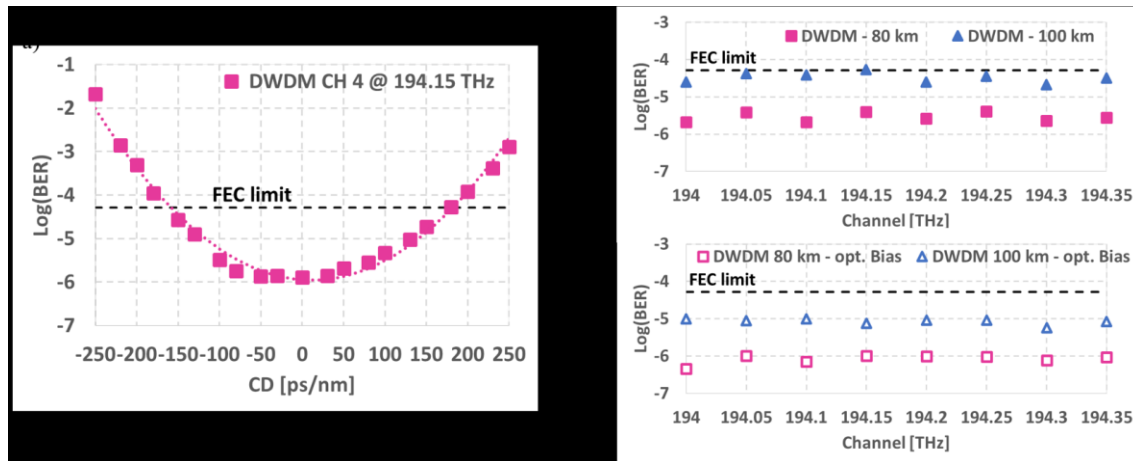 a)
-1
-2
-3
-4
-5
-6
-7
Log(BER)
DWDM CH 4 @ 194.15 THz
FEC limit
-250 -200 -150 -100 -50 0 50 100 150 200 250
CD [ps/nm]
-3
-4
-5
-6
-7
Log(BER)
DWDM - 80 km DWDM - 100 km
FEC limit
194 194.05 194.1 194.15 194.2 194.25 194.3 194.35
Channel [THz]
-3
-4
-5
-6
-7
Log(BER)
DWDM 80 km - opt. Bias DWDM 100 km - opt. Bias
FEC limit
194 194.05 194.1 194.15 194.2 194.25 194.3 194.35
Channel [THz]